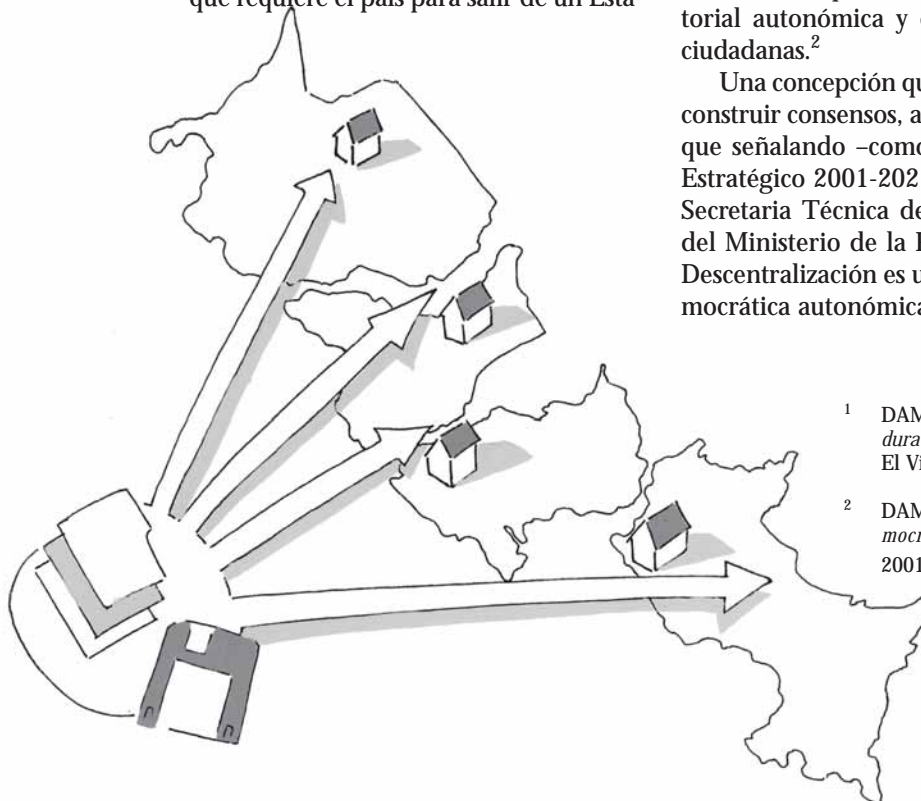 que requiere el país para salir de un Esta-
torial autonómica y
ciudadanas.²
Una concepción qu
construir consensos, a
que señalando –como
Estratégico 2001-202
Secretaria Técnica de
del Ministerio de la
Descentralización es u
mocrática autonómica
1 DAM
dura
El Vi
2 DAM
mocr
2001